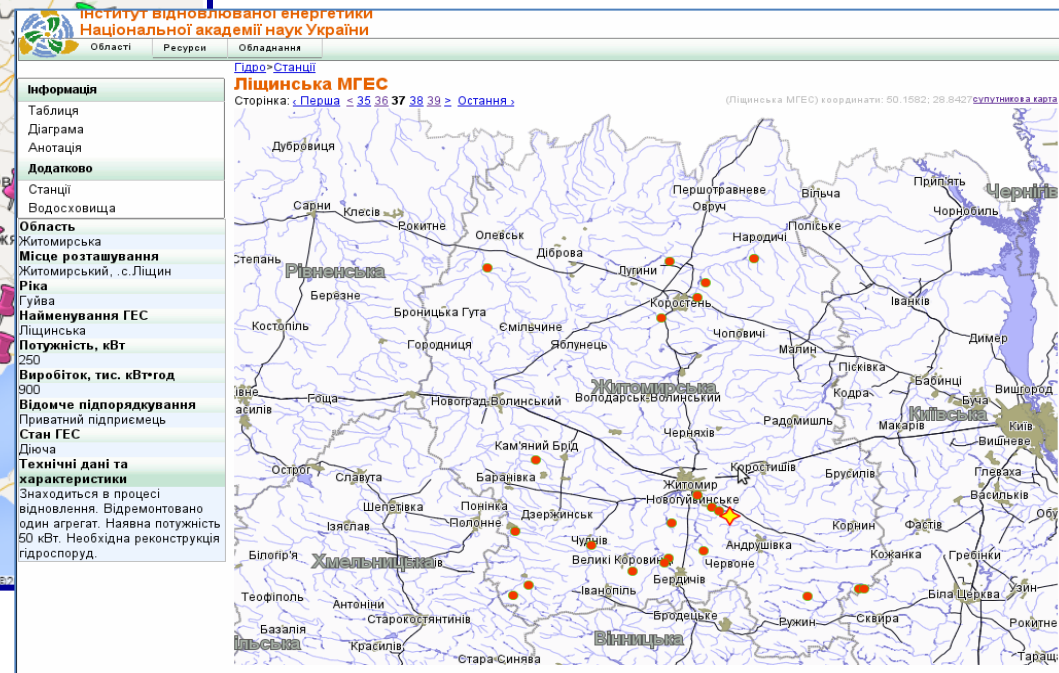 Інститут відновлюваної енергетики
Національної академії наук України
Області Ресурси Обладнання
Гідро>Станції
Ліщинська МГЕС
Сторінка: ‹ Перша < 35 36 37 38 39 > Остання ›
(Ліщинська МГЕС) координати: 50.1582; 28.8427 супутникова карта
Інформація
Таблиця
Діаграма
Анотація
Додатково
Станції
Водосховища
Область
Житомирська
Місце розташування
Житомирський, .с.Ліщин
Ріка
Гуйва
Найменування ГЕС
Ліщинська
Потужність, кВт
250
Виробіток, тис. кВт•год
900
Відомче підпорядкування
Приватний підприємець
Стан ГЕС
Діюча
Технічні дані та
характеристики
Знаходиться в процесі
відновлення. Відремонтовано
один агрегат. Наявна потужність
50 кВт. Необхідна реконструкція
гідроспоруд.
Дубровиця
Першотравневе
Вільча
Прип'ять
Чернігів
Сарни
Клесів
Овруч
Чорнобиль
Рокитне
Олевськ
Народичі
Поліське
Степань
Діброва
Лугини
Рівненська
Березне
Броницька Гута
Коростень
Іванків
Костопіль
Ємільчине
Чоповичі
Димер
Городниця
Яблунець
Малин
Пісківка
Бабинці
Вишгород
Житомирська
Гоща
Новоград-Волинський
Володарськ-Волинський
Кодра
Буча
Радомишль
Макарів
Київська
Київ
Черняхів
Вишневе
Кам'яний Брід
Острог
Славута
Баранівка
Коростишів
Брусилів
Глеваха
Житомир
Васильків
Шепетівка
Понінка
Дзержинськ
Новогуйвинське
Обу
Ізяслав
Полонне
Корнин
Фастів
Чуднів
Андрушівка
Кожанка
Гребінки
Білогір'я
Хмельницька
Великі Коровинці
Червоне
Бердичів
Теофіполь
Антоніни
Іванопіль
Біла Церква
Узин
Старокостянтинів
Бродецьке
Ружин
Сквира
Рокитне
Базалія
Вінницька
ільська
Красилів
Стара Синява
Тараща